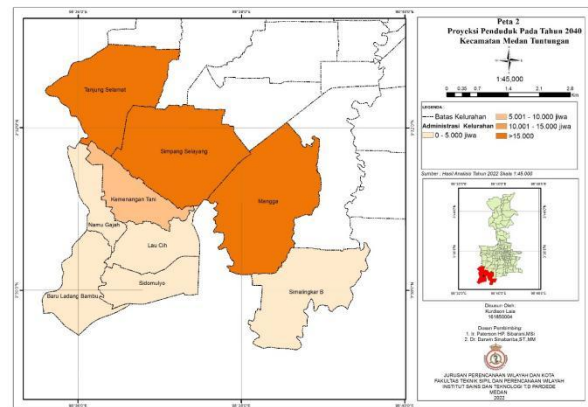 Peta 2
Proyeksi Penduduk Pada Tahun 2040
Kecamatan Medan Tuntungan
1:45,000
LEGENDA :
Batas Kelurahan
Administrasi Kelurahan
0 - 5.000 jiwa
5.001 - 10.000 jiwa
10.001 - 15.000 jiwa
=15.000
Sumber : Hasil Analisis Tahun 2022 Skala 1:45.000
Tanjung Selamat
Simpang Selayang
Kemenangan Tani
Mangga
Namu Gajah
Lau Cih
Baru Ladang Bambu
Sidomulyo
Simalingkar B
Disusun Oleh:
Kurdison Laia
Dosen Pembimbing:
JURUSAN PERENCANAAN WILAYAH DAN KOTA
FAKULTAS TEKNIK SIPIL DAN PERENCANAAN WILAYAH
INSTITUT SAINS DAN TEKNOLOGI T.D PARDEDE
MEDAN
2022